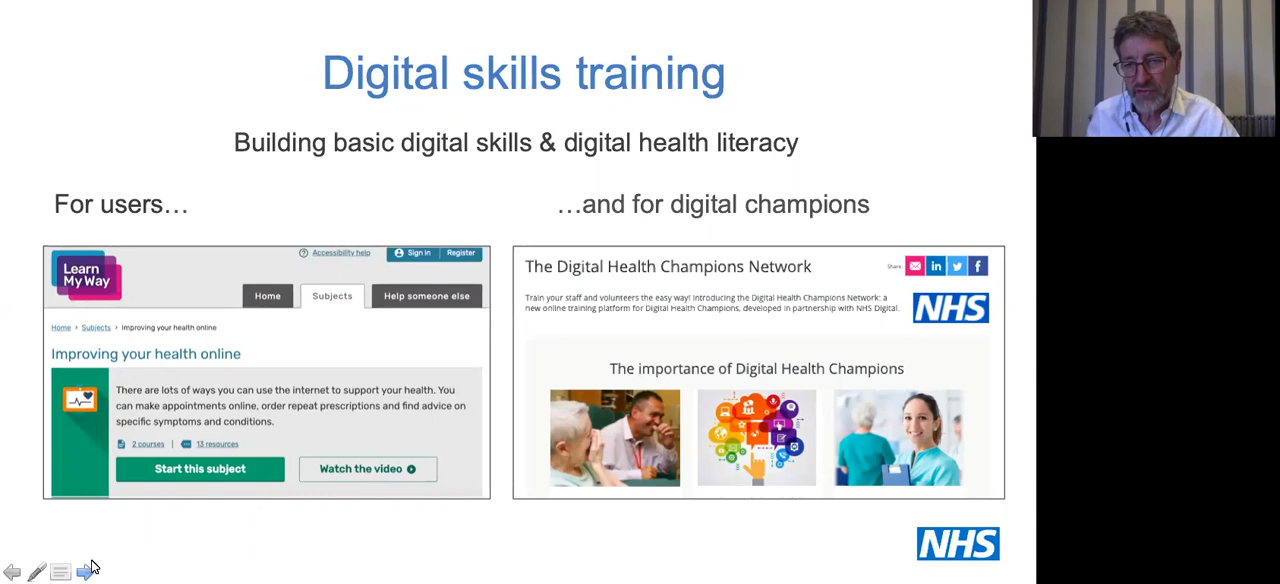 Digital skills training
Building basic digital skills & digital health literacy
For users…
…and for digital champions
Learn
My Way
Accessibility help
Sign in
Register
Home
Subjects
Help someone else
Home > Subjects > Improving your health online
Improving your health online
There are lots of ways you can use the internet to support your health. You
can make appointments online, order repeat prescriptions and find advice on
specific symptoms and conditions.
2 courses | 13 resources
Start this subject
Watch the video
The Digital Health Champions Network
Share:
Train your staff and volunteers the easy way! Introducing the Digital Health Champions Network: a
new online training platform for Digital Health Champions, developed in partnership with NHS Digital.
NHS
The importance of Digital Health Champions
NHS